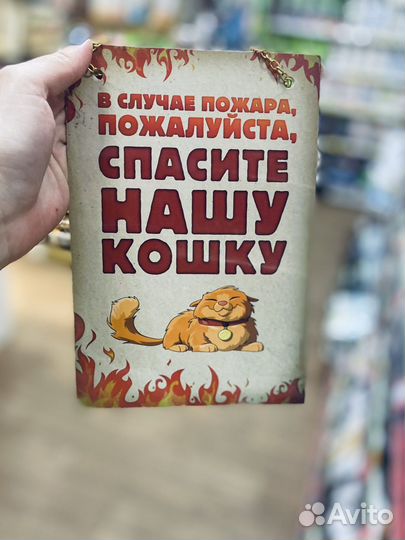 В СЛУЧАЕ ПОЖАРА,
ПОЖАЛУЙСТА,
СПАСИТЕ
НАШУ
КОШКУ
Avito